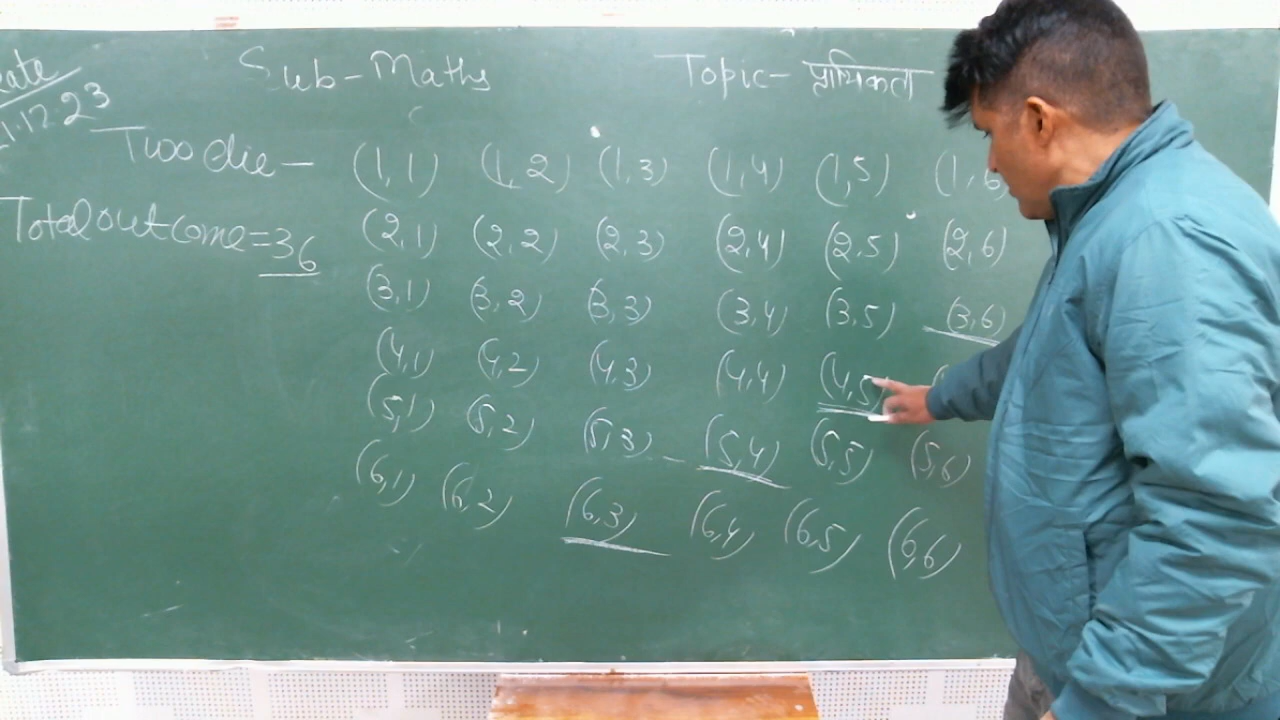 Sub-Maths Topic- प्रायिकता
Two die- (1,1) (1,2) (1,3) (1,4) (1,5) (1,6
Total outcome=36 (2,1) (2,2) (2,3) (2,4) (2,5) (2,6)
(3,1) (3,2) (3,3) (3,4) (3,5) (3,6)
(4,1) (4,2) (4,3) (4,4) (4,5)
(5,1) (5,2) (5,3) (5,4) (5,5) (5,6)
(6,1) (6,2) (6,3) (6,4) (6,5) (6,6)